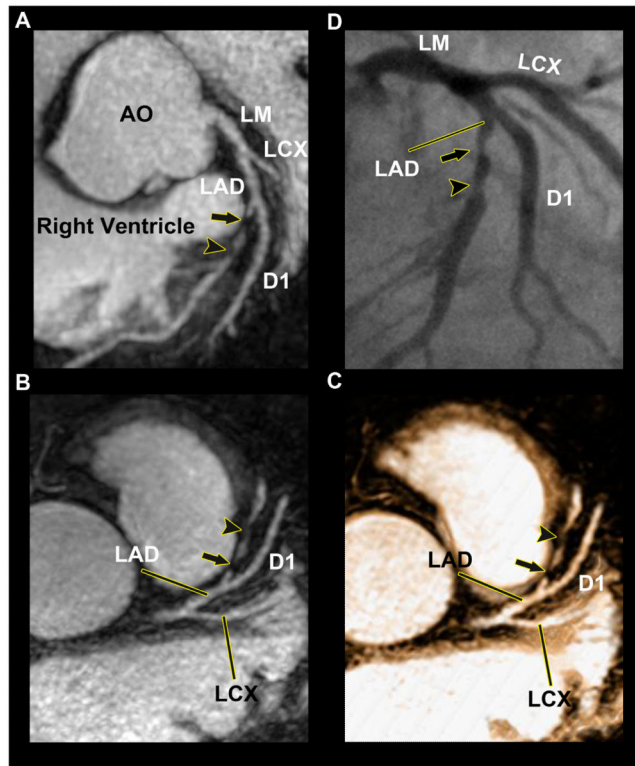 A
AO
LM
LCX
LAD
Right Ventricle
D1
D
LM
LCX
LAD
D1
B
LAD
D1
LCX
C
LAD
D1
LCX